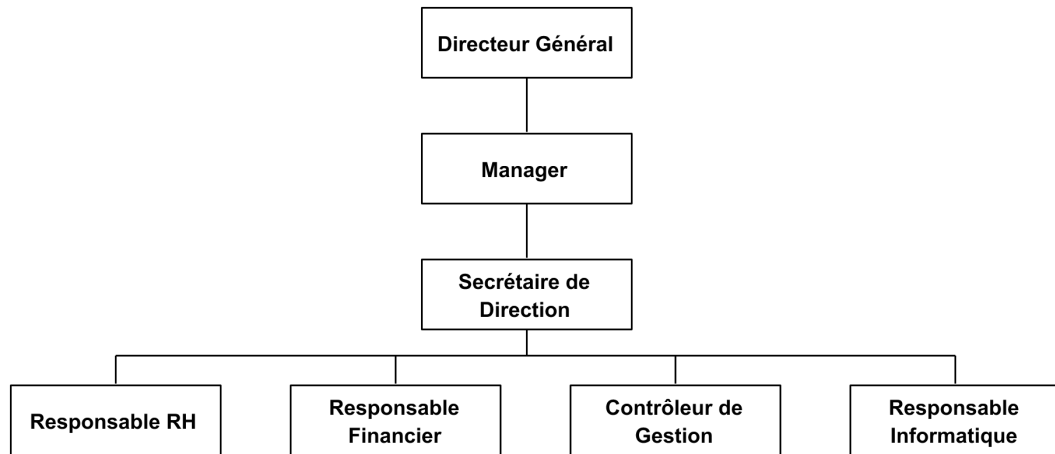 Directeur Général
Manager
Secrétaire de
Direction
Responsable RH
Responsable
Financier
Contrôleur de
Gestion
Responsable
Informatique